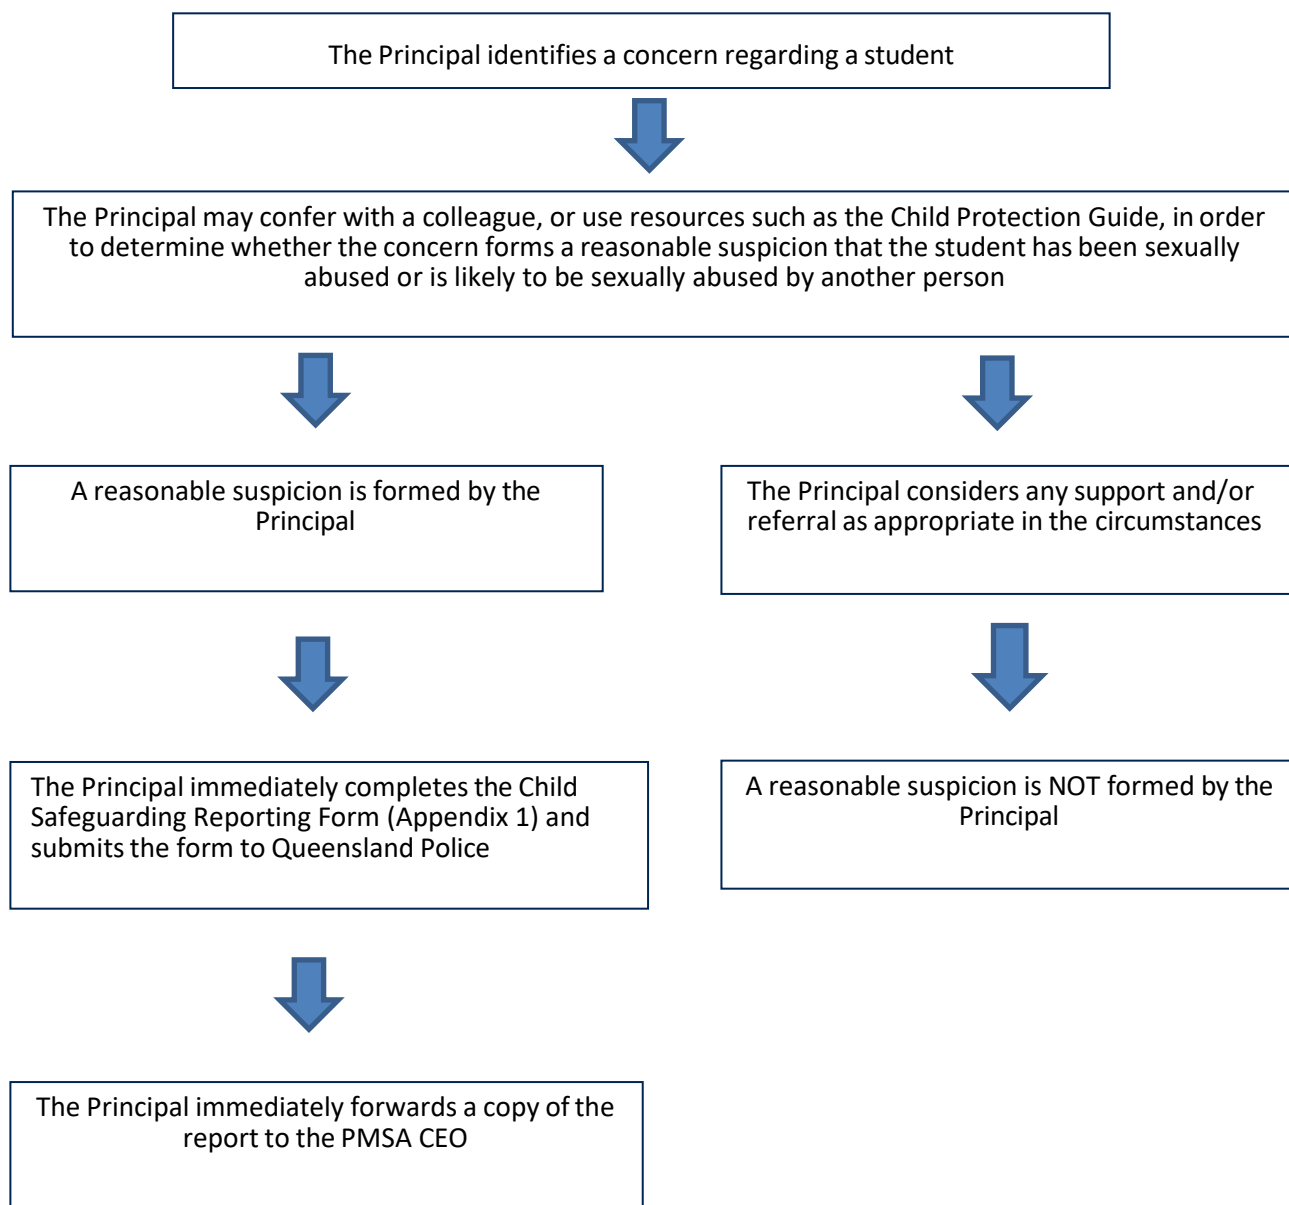 The Principal identifies a concern regarding a student
The Principal may confer with a colleague, or use resources such as the Child Protection Guide, in order
to determine whether the concern forms a reasonable suspicion that the student has been sexually
abused or is likely to be sexually abused by another person
A reasonable suspicion is formed by the
Principal
The Principal considers any support and/or
referral as appropriate in the circumstances
The Principal immediately completes the Child
Safeguarding Reporting Form (Appendix 1) and
submits the form to Queensland Police
A reasonable suspicion is NOT formed by the
Principal
The Principal immediately forwards a copy of the
report to the PMSA CEO